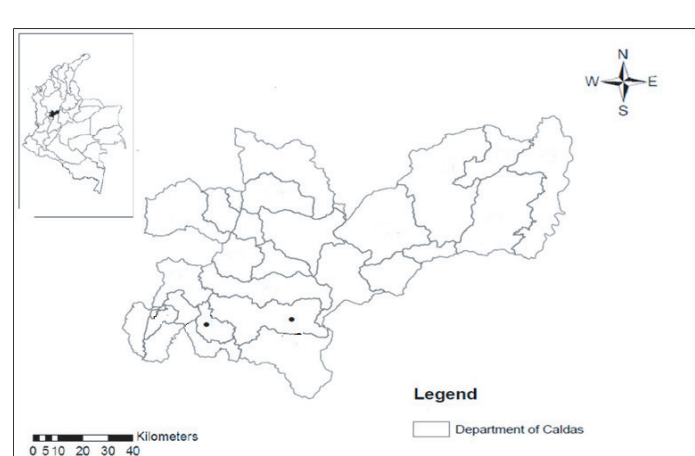 N
W E
S
Legend
Department of Caldas
Kilometers
0 5 10 20 30 40